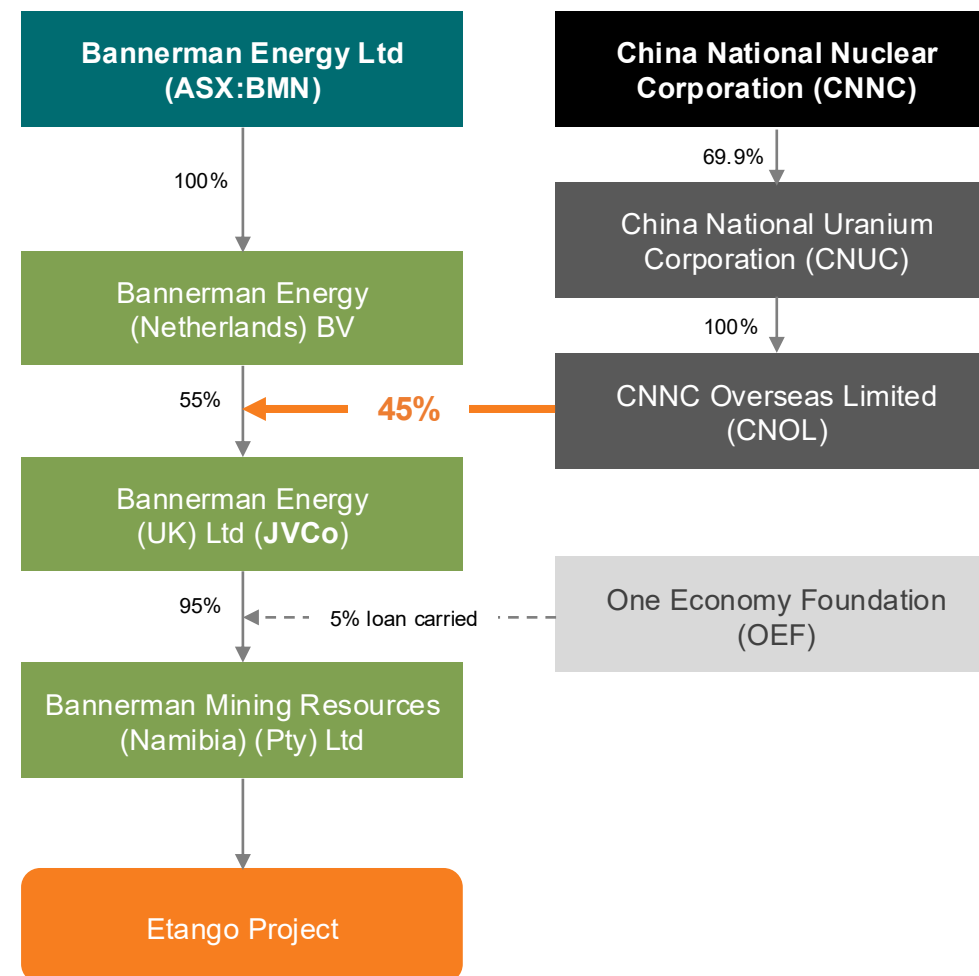 Bannerman Energy Ltd
(ASX:BMN)
China National Nuclear
Corporation (CNNC)
100%
69.9%
China National Uranium
Corporation (CNUC)
Bannerman Energy
(Netherlands) BV
100%
55%
45%
CNNC Overseas Limited
(CNOL)
Bannerman Energy
(UK) Ltd (JVCo)
95%
5% loan carried
One Economy Foundation
(OEF)
Bannerman Mining Resources
(Namibia) (Pty) Ltd
Etango Project